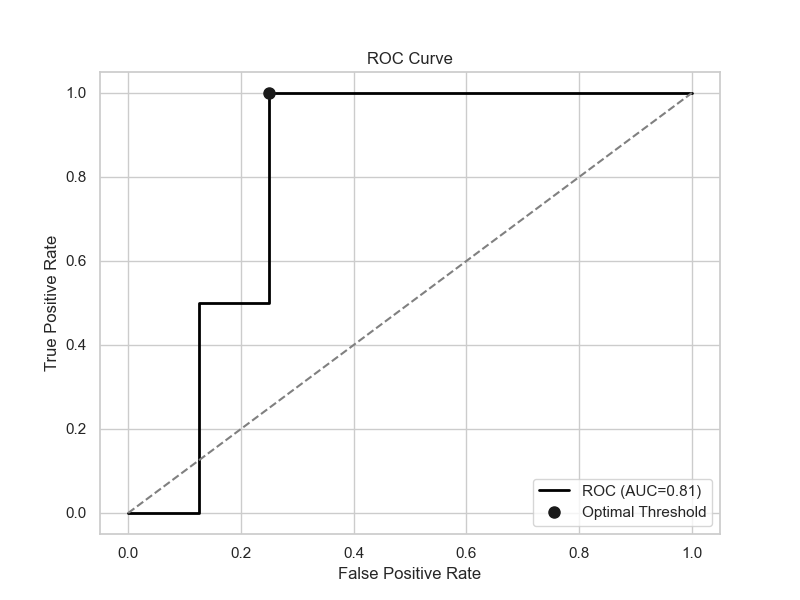 ROC Curve
1.0
0.8
0.6
0.4
0.2
0.0
True Positive Rate
0.0 0.2 0.4 0.6 0.8 1.0
False Positive Rate
ROC (AUC=0.81)
Optimal Threshold